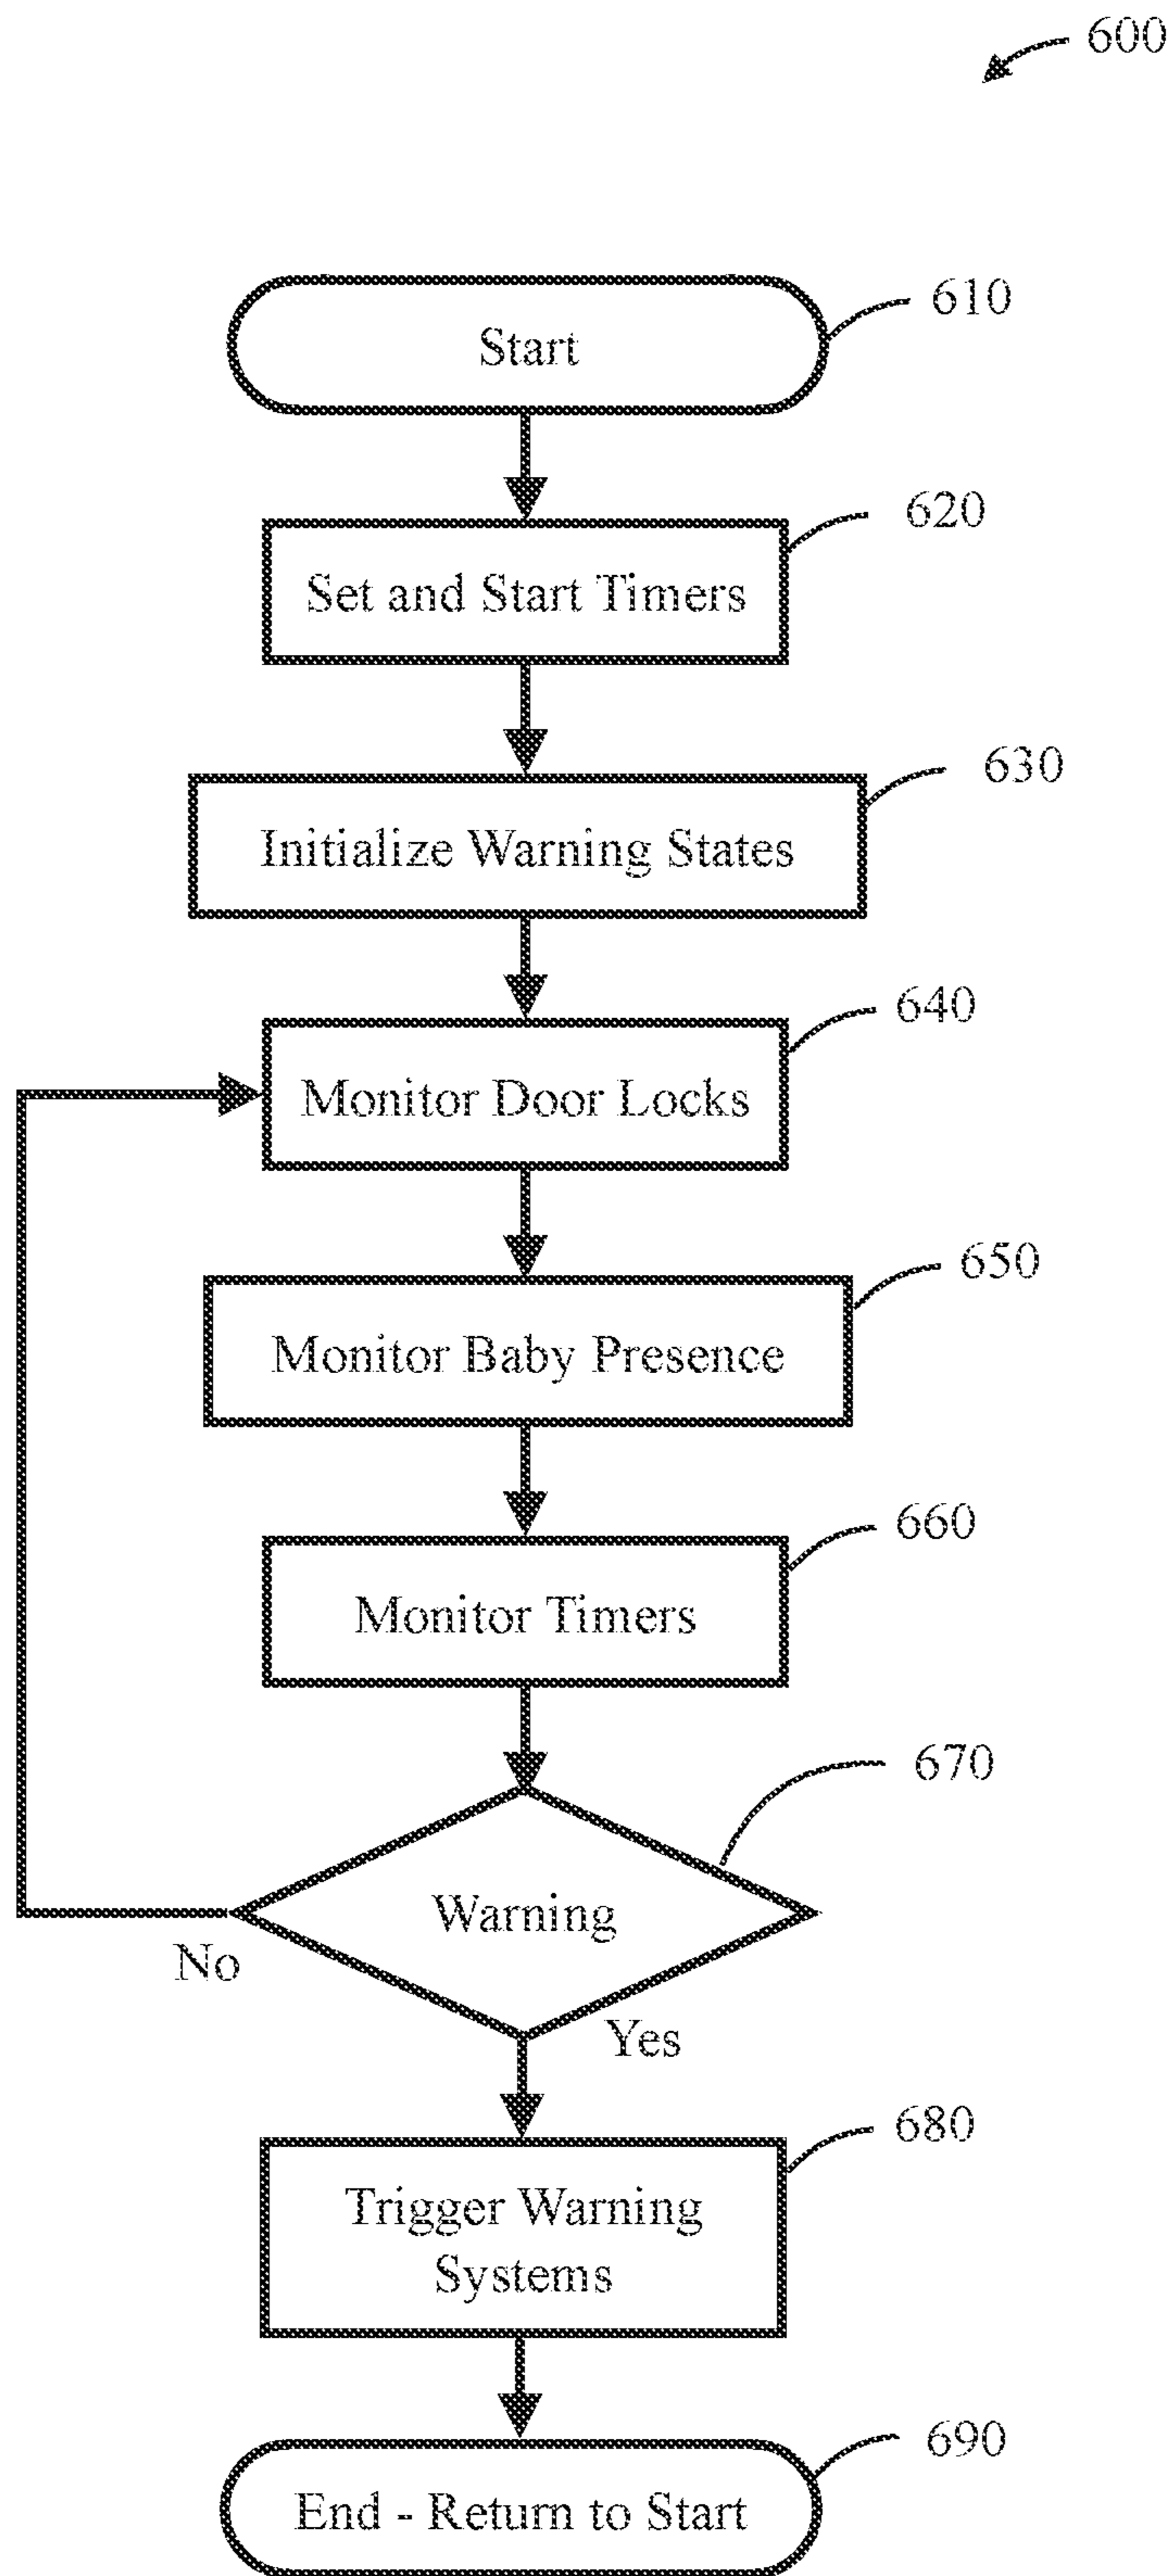 600
Start
610
Set and Start Timers
620
Initialize Warning States
630
Monitor Door Locks
640
Monitor Baby Presence
650
Monitor Timers
660
Warning
670
No
Yes
Trigger Warning
Systems
680
End - Return to Start
690